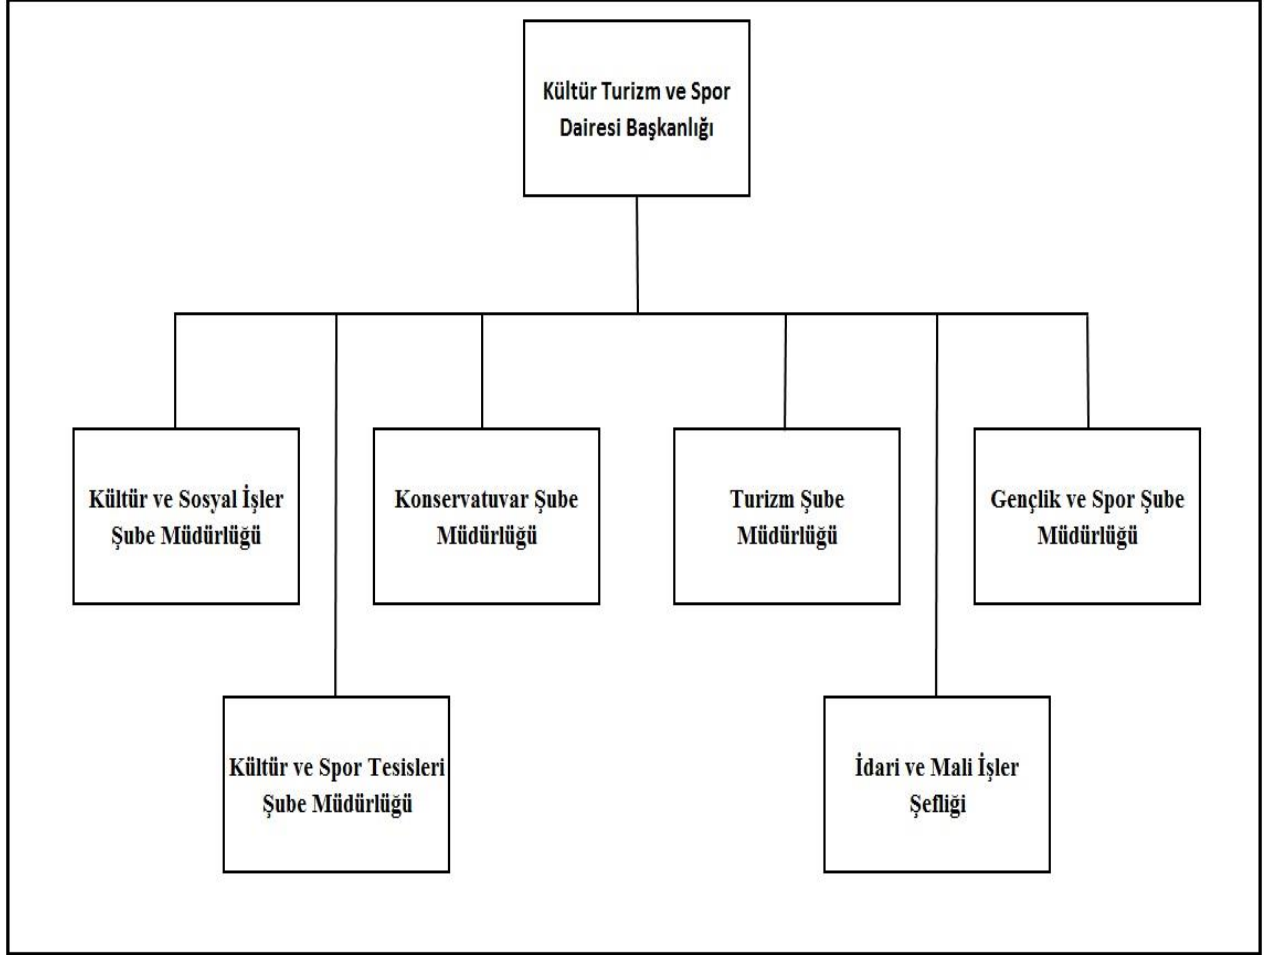 Kültür Turizm ve Spor
Dairesi Başkanlığı
Kültür ve Sosyal İşler
Şube Müdürlüğü
Konservatuvar Şube
Müdürlüğü
Turizm Şube
Müdürlüğü
Gençlik ve Spor Şube
Müdürlüğü
Kültür ve Spor Tesisleri
Şube Müdürlüğü
İdari ve Mali İşler
Şefliği